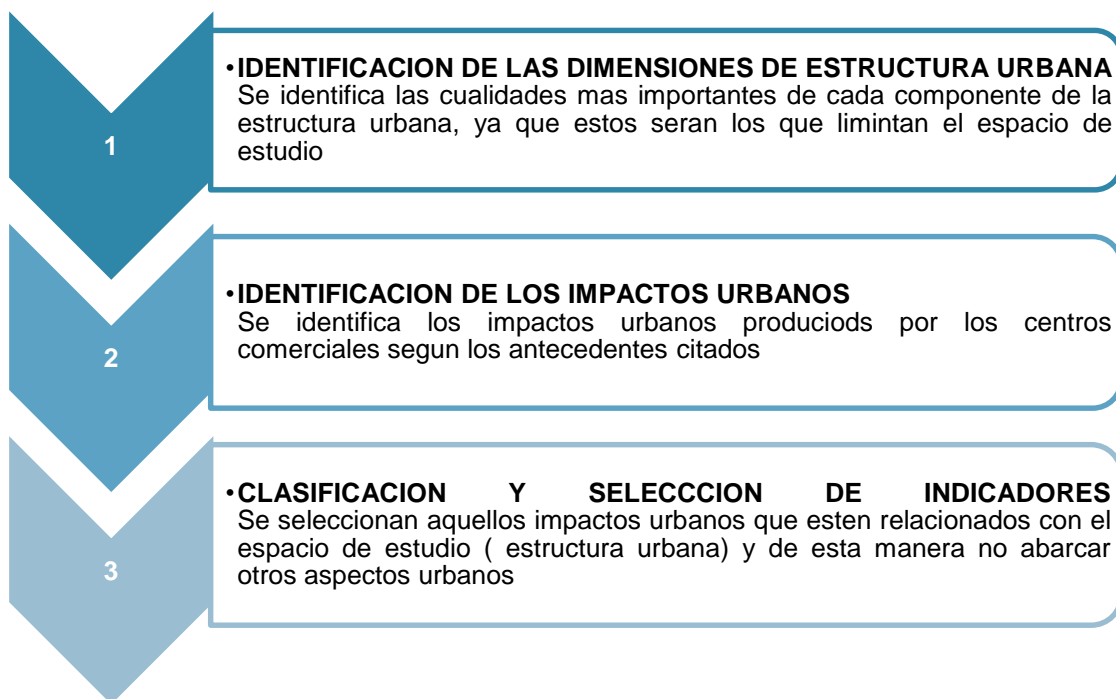 1
•IDENTIFICACION DE LAS DIMENSIONES DE ESTRUCTURA URBANA
Se identifica las cualidades mas importantes de cada componente de la
estructura urbana, ya que estos seran los que limintan el espacio de
estudio
2
•IDENTIFICACION DE LOS IMPACTOS URBANOS
Se identifica los impactos urbanos produciods por los centros
comerciales segun los antecedentes citados
3
•CLASIFICACION Y SELECCCION DE INDICADORES
Se seleccionan aquellos impactos urbanos que esten relacionados con el
espacio de estudio ( estructura urbana) y de esta manera no abarcar
otros aspectos urbanos